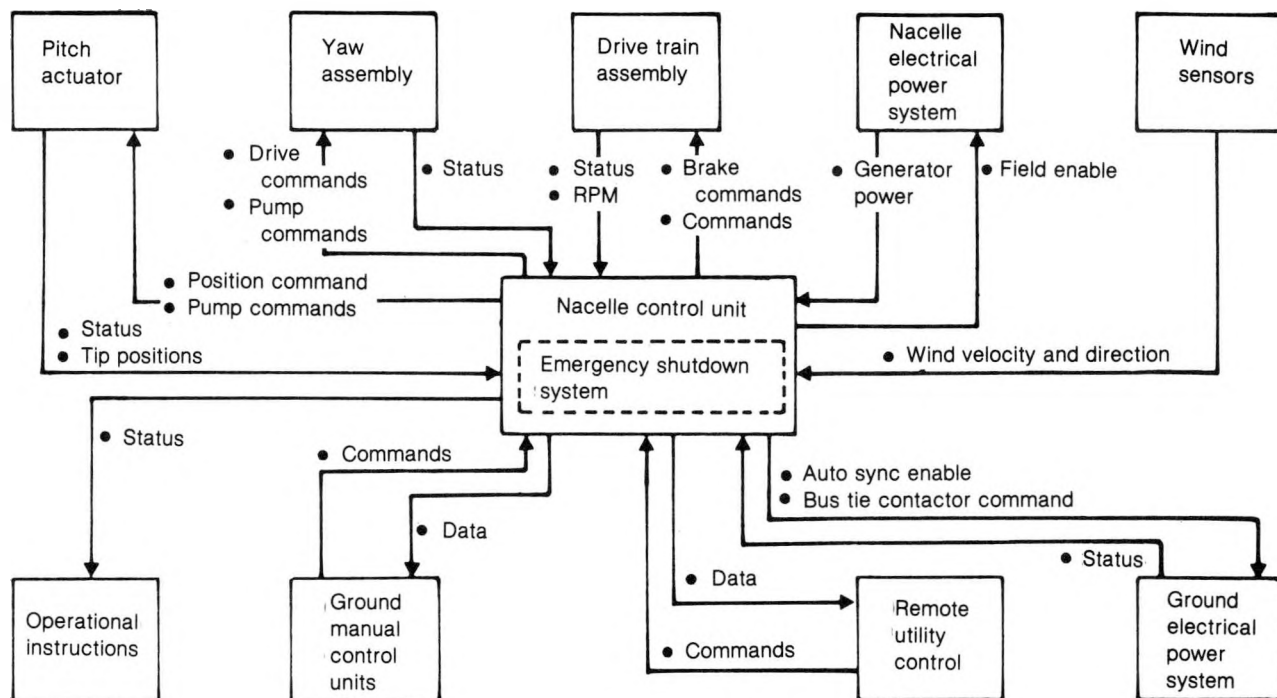 Pitch
actuator
Yaw
assembly
Drive train
assembly
Nacelle
electrical
power
system
Wind
sensors
● Drive
commands
● Pump
commands
● Status
● Status
● RPM
● Brake
commands
● Commands
● Generator
power
● Field enable
● Position command
● Pump commands
● Status
● Tip positions
Nacelle control unit
Emergency shutdown
system
● Wind velocity and direction
● Status
● Commands
● Data
● Auto sync enable
● Bus tie contactor command
● Data
● Commands
● Status
Operational
instructions
Ground
manual
control
units
Remote
utility
control
Ground
electrical
power
system